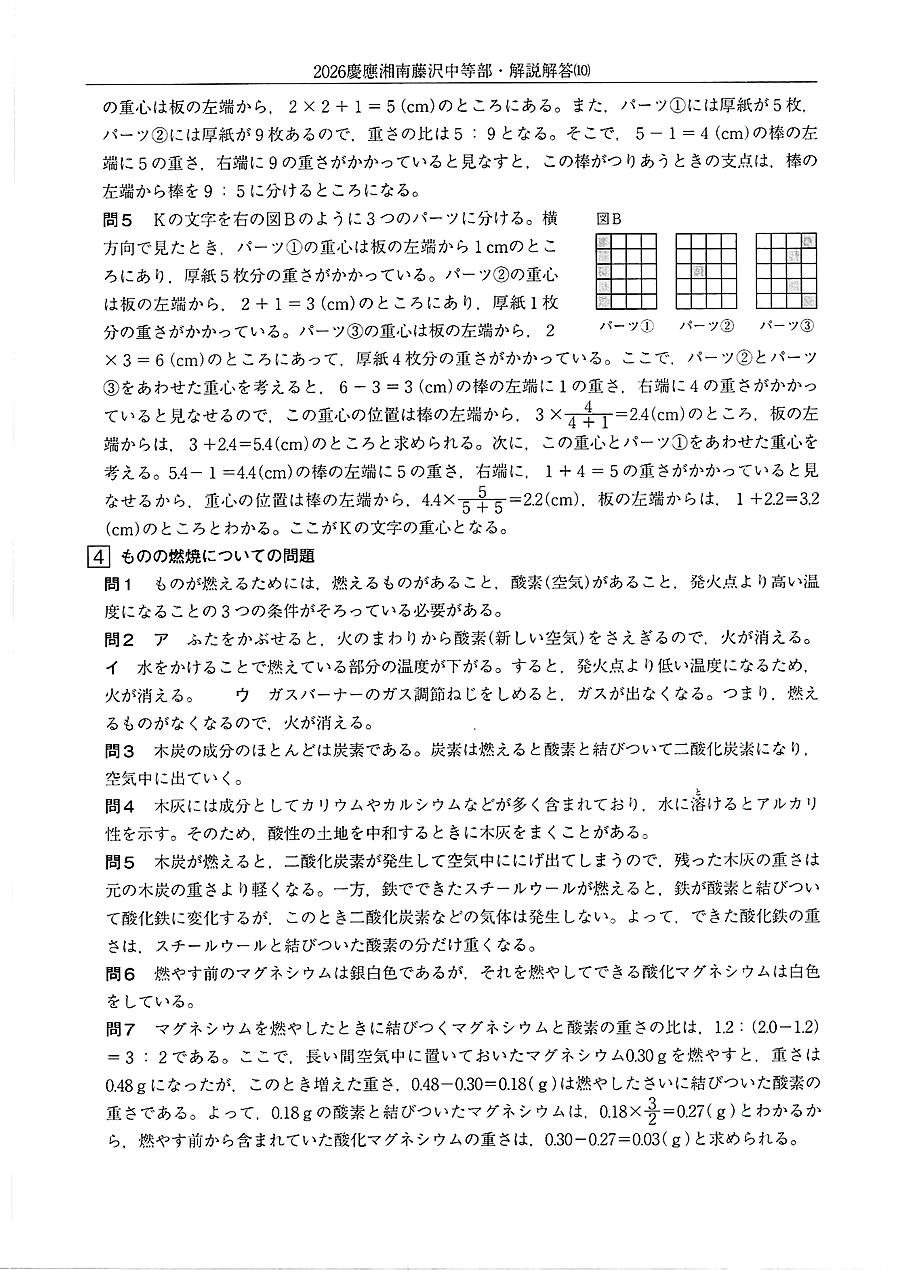 2026慶應湘南藤沢中等部・解説解答⑽
の重心は板の左端から，2×2＋1＝5(cm)のところにある。また，パーツ①には厚紙が5枚，
パーツ②には厚紙が9枚あるので，重さの比は5：9となる。そこで，5－1＝4(cm)の棒の左
端に5の重さ，右端に9の重さがかかっていると見なすと，この棒がつりあうときの支点は，棒の
左端から棒を9：5に分けるところになる。
問5　Kの文字を右の図Bのように3つのパーツに分ける。横
方向で見たとき，パーツ①の重心は板の左端から1cmのとこ
ろにあり，厚紙5枚分の重さがかかっている。パーツ②の重心
は板の左端から，2＋1＝3(cm)のところにあり，厚紙1枚
分の重さがかかっている。パーツ③の重心は板の左端から，2
図B
パーツ①　パーツ②　パーツ③
×3＝6(cm)のところにあって，厚紙4枚分の重さがかかっている。ここで，パーツ②とパーツ
③をあわせた重心を考えると，6－3＝3(cm)の棒の左端に1の重さ，右端に4の重さがかかっ
ていると見なせるので，この重心の位置は棒の左端から，3×4/(4＋1)＝2.4(cm)のところ，板の左
端からは，3＋2.4＝5.4(cm)のところと求められる。次に，この重心とパーツ①をあわせた重心を
考える。5.4－1＝4.4(cm)の棒の左端に5の重さ，右端に，1＋4＝5の重さがかかっていると見
なせるから，重心の位置は棒の左端から，4.4×5/(5＋5)＝2.2(cm)，板の左端からは，1＋2.2＝3.2
(cm)のところとわかる。ここがKの文字の重心となる。
4　ものの燃焼についての問題
問1　ものが燃えるためには，燃えるものがあること，酸素(空気)があること，発火点より高い温
度になることの3つの条件がそろっている必要がある。
問2　ア　ふたをかぶせると，火のまわりから酸素(新しい空気)をさえぎるので，火が消える。
イ　水をかけることで燃えている部分の温度が下がる。すると，発火点より低い温度になるため，
火が消える。　ウ　ガスバーナーのガス調節ねじをしめると，ガスが出なくなる。つまり，燃え
るものがなくなるので，火が消える。
問3　木炭の成分のほとんどは炭素である。炭素は燃えると酸素と結びついて二酸化炭素になり，
空気中に出ていく。
問4　木灰には成分としてカリウムやカルシウムなどが多く含まれており，水に溶(と)けるとアルカリ
性を示す。そのため，酸性の土地を中和するときに木灰をまくことがある。
問5　木炭が燃えると，二酸化炭素が発生して空気中ににげ出てしまうので，残った木灰の重さは
元の木炭の重さより軽くなる。一方，鉄でできたスチールウールが燃えると，鉄が酸素と結びつい
て酸化鉄に変化するが，このとき二酸化炭素などの気体は発生しない。よって，できた酸化鉄の重
さは，スチールウールと結びついた酸素の分だけ重くなる。
問6　燃やす前のマグネシウムは銀白色であるが，それを燃やしてできる酸化マグネシウムは白色
をしている。
問7　マグネシウムを燃やしたときに結びつくマグネシウムと酸素の重さの比は，1.2：(2.0－1.2)
＝3：2である。ここで，長い間空気中に置いておいたマグネシウム0.30gを燃やすと，重さは
0.48gになったが，このとき増えた重さ，0.48－0.30＝0.18(g)は燃やしたさいに結びついた酸素の
重さである。よって，0.18gの酸素と結びついたマグネシウムは，0.18×3/2＝0.27(g)とわかるか
ら，燃やす前から含まれていた酸化マグネシウムの重さは，0.30－0.27＝0.03(g)と求められる。